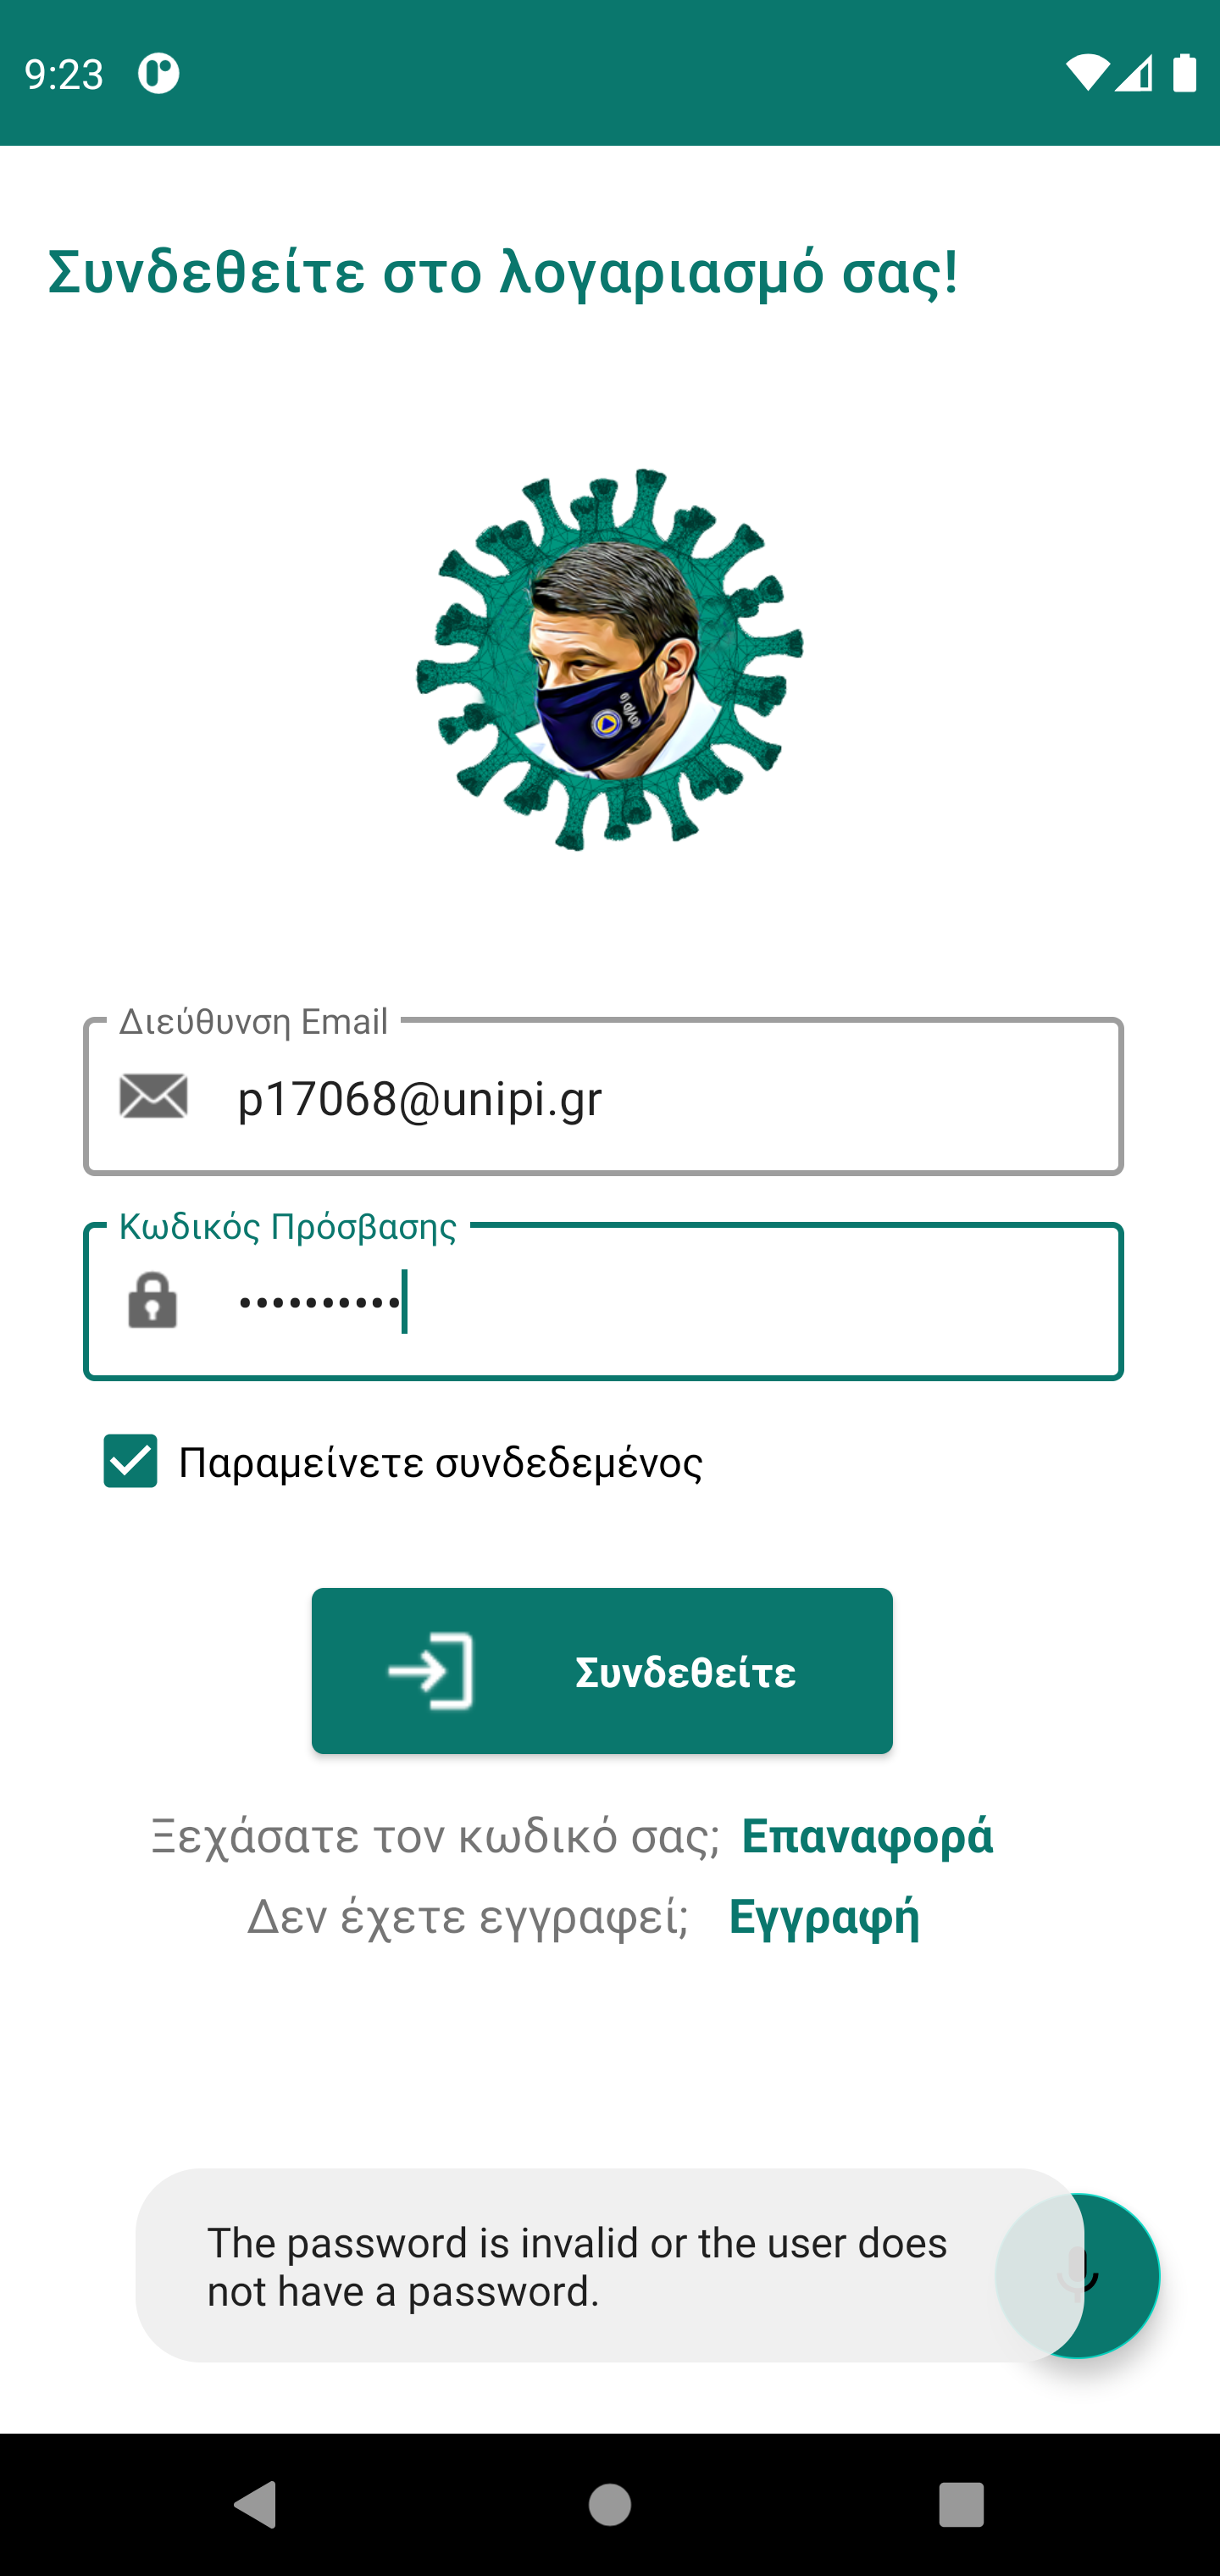 9:23
Συνδεθείτε στο λογαριασμό σας!
Διεύθυνση Email
p17068@unipi.gr
Κωδικός Πρόσβασης
••••••••••
Παραμείνετε συνδεδεμένος
Συνδεθείτε
Ξεχάσατε τον κωδικό σας; Επαναφορά
Δεν έχετε εγγραφεί; Εγγραφή
The password is invalid or the user does
not have a password.